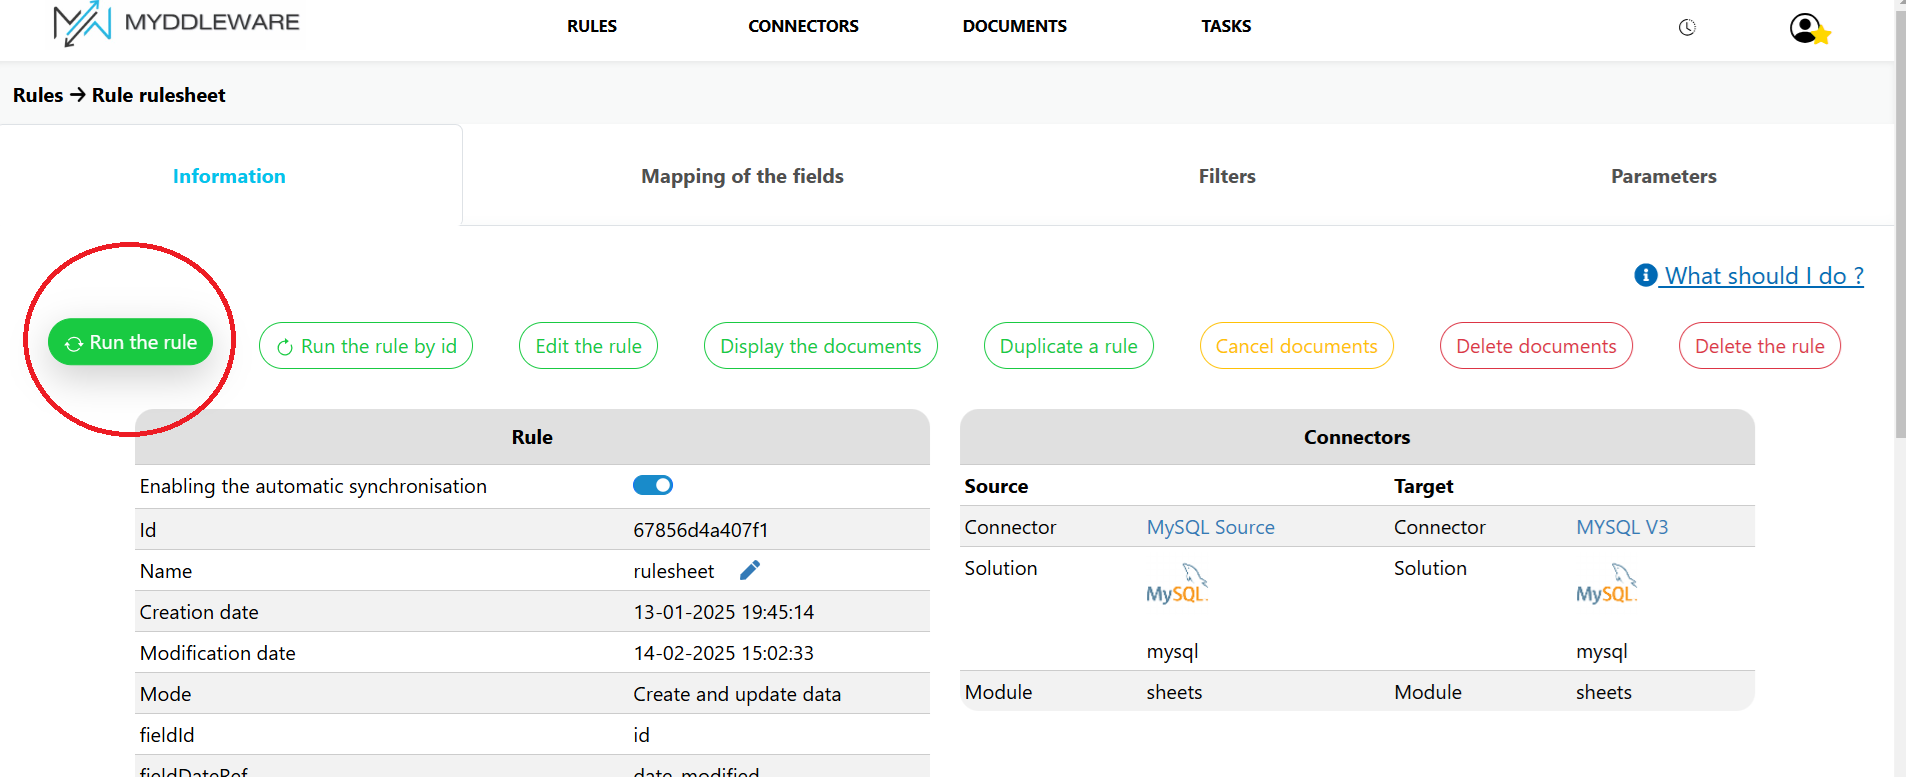 MYDDLEWARE
RULES
CONNECTORS
DOCUMENTS
TASKS
Rules → Rule rulesheet
Information
Mapping of the fields
Filters
Parameters
What should I do ?
Run the rule
Run the rule by id
Edit the rule
Display the documents
Duplicate a rule
Cancel documents
Delete documents
Delete the rule
Rule
Enabling the automatic synchronisation
Id 67856d4a407f1
Name rulesheet
Creation date 13-01-2025 19:45:14
Modification date 14-02-2025 15:02:33
Mode Create and update data
fieldId id
fieldDateRef date_modified
Connectors
Source Target
Connector MySQL Source Connector MYSQL V3
Solution MySQL Solution MySQL
mysql mysql
Module sheets Module sheets